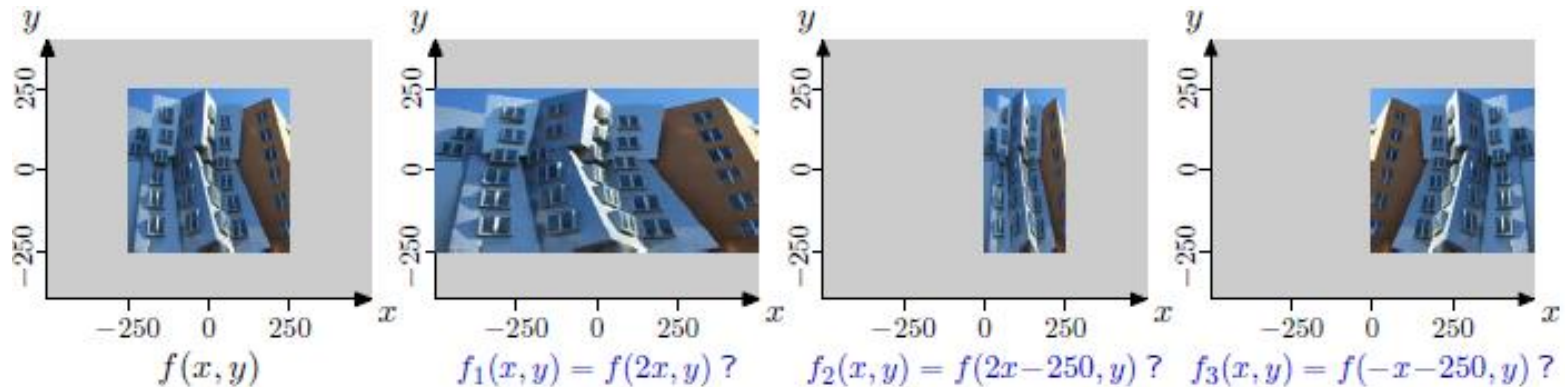 y y y y
250 250 250 250
0 0 0 0
−250 −250 −250 −250
−250 0 250 x −250 0 250 x −250 0 250 x −250 0 250 x
f(x, y) f₁(x, y) = f(2x, y) ? f₂(x, y) = f(2x−250, y) ? f₃(x, y) = f(−x−250, y) ?